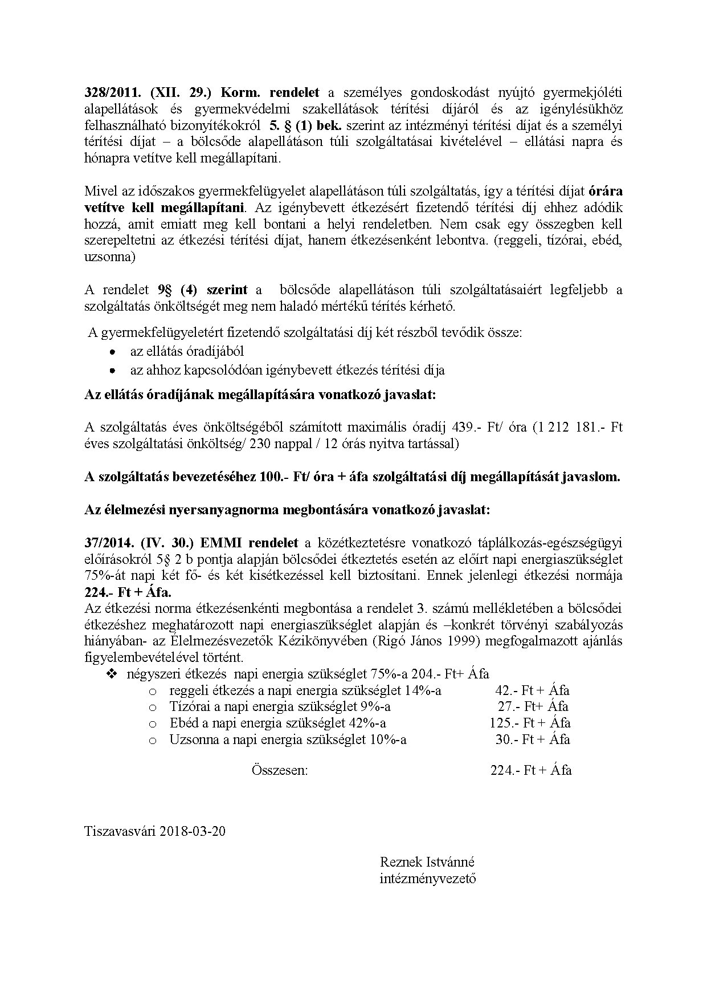 328/2011. (XII. 29.) Korm. rendelet a személyes gondoskodást nyújtó gyermekjóléti
alapellátások és gyermekvédelmi szakellátások térítési díjáról és az igénylésükhöz
felhasználható bizonyítékokról 5. § (1) bek. szerint az intézményi térítési díjat és a személyi
térítési díjat – a bölcsőde alapellátáson túli szolgáltatásai kivételével – ellátási napra és
hónapra vetítve kell megállapítani.
Mivel az időszakos gyermekfelügyelet alapellátáson túli szolgáltatás, így a térítési díjat órára
vetítve kell megállapítani. Az igénybevett étkezésért fizetendő térítési díj ehhez adódik
hozzá, amit emiatt meg kell bontani a helyi rendeletben. Nem csak egy összegben kell
szerepeltetni az étkezési térítési díjat, hanem étkezésenként lebontva. (reggeli, tízórai, ebéd,
uzsonna)
A rendelet 9§ (4) szerint a bölcsőde alapellátáson túli szolgáltatásaiért legfeljebb a
szolgáltatás önköltségét meg nem haladó mértékű térítés kérhető.
A gyermekfelügyeletért fizetendő szolgáltatási díj két részből tevődik össze:
• az ellátás óradíjából
• az ahhoz kapcsolódóan igénybevett étkezés térítési díja
Az ellátás óradíjának megállapítására vonatkozó javaslat:
A szolgáltatás éves önköltségéből számított maximális óradíj 439.- Ft/ óra (1 212 181.- Ft
éves szolgáltatási önköltség/ 230 nappal / 12 órás nyitva tartással)
A szolgáltatás bevezetéséhez 100.- Ft/ óra + áfa szolgáltatási díj megállapítását javaslom.
Az élelmezési nyersanyagnorma megbontására vonatkozó javaslat:
37/2014. (IV. 30.) EMMI rendelet a közétkeztetésre vonatkozó táplálkozás-egészségügyi
előírásokról 5§ 2 b pontja alapján bölcsődei étkeztetés esetén az előírt napi energiaszükséglet
75%-át napi két fő- és két kisétkezéssel kell biztosítani. Ennek jelenlegi étkezési normája
224.- Ft + Áfa.
Az étkezési norma étkezésenkénti megbontása a rendelet 3. számú mellékletében a bölcsődei
étkezéshez meghatározott napi energiaszükséglet alapján és –konkrét törvényi szabályozás
hiányában- az Élelmezésvezetők Kézikönyvében (Rigó János 1999) megfogalmazott ajánlás
figyelembevételével történt.
❖ négyszeri étkezés napi energia szükséglet 75%-a 204.- Ft+ Áfa
o reggeli étkezés a napi energia szükséglet 14%-a 42.- Ft + Áfa
o Tízórai a napi energia szükséglet 9%-a 27.- Ft+ Áfa
o Ebéd a napi energia szükséglet 42%-a 125.- Ft + Áfa
o Uzsonna a napi energia szükséglet 10%-a 30.- Ft + Áfa
Összesen: 224.- Ft + Áfa
Tiszavasvári 2018-03-20
Reznek Istvánné
intézményvezető